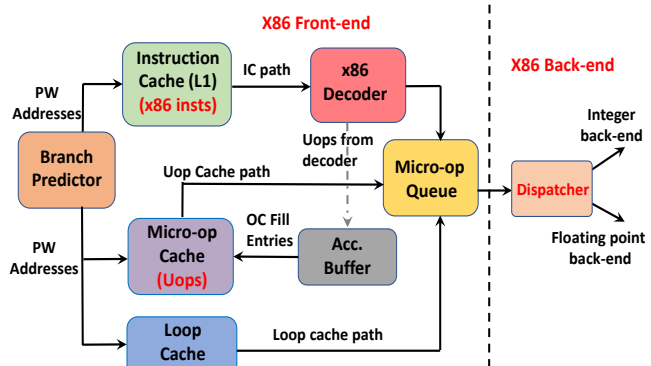 X86 Front-end
X86 Back-end
Instruction
Cache (L1)
(x86 insts)
IC path
x86
Decoder
PW
Addresses
Integer
back-end
Uops from
decoder
Branch
Predictor
Uop Cache path
Micro-op
Queue
Dispatcher
PW
Addresses
Micro-op
Cache
(Uops)
OC Fill
Entries
Acc.
Buffer
Floating point
back-end
Loop
Cache
Loop cache path